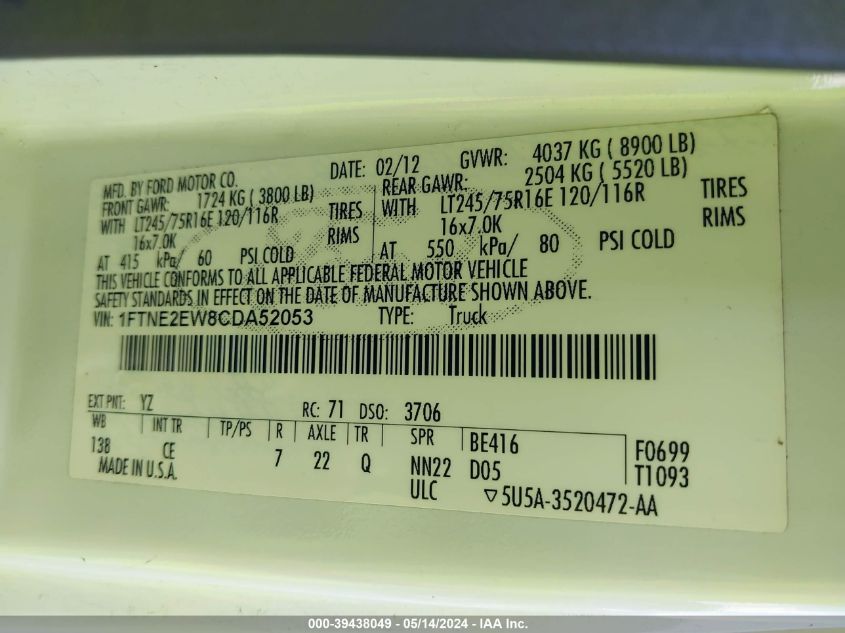 MFD. BY FORD MOTOR CO. DATE: 02/12 GVWR: 4037 KG ( 8900 LB)
FRONT GAWR: 1724 KG ( 3800 LB) REAR GAWR: 2504 KG ( 5520 LB)
WITH LT245/75R16E 120/116R TIRES WITH LT245/75R16E 120/116R TIRES
16x7.0K RIMS 16x7.0K RIMS
AT 415 kPa/ 60 PSI COLD AT 550 kPa/ 80 PSI COLD
THIS VEHICLE CONFORMS TO ALL APPLICABLE FEDERAL MOTOR VEHICLE
SAFETY STANDARDS IN EFFECT ON THE DATE OF MANUFACTURE SHOWN ABOVE.
VIN: 1FTNE2EW8CDA52053 TYPE: Truck
EXT PNT: YZ RC: 71 DSO: 3706
WB INT TR TP/PS R AXLE TR SPR BE416 F0699
138 CE 7 22 Q NN22 D05 T1093
MADE IN U.S.A. ULC ▽5U5A-3520472-AA
000-39438049 - 05/14/2024 - IAA Inc.